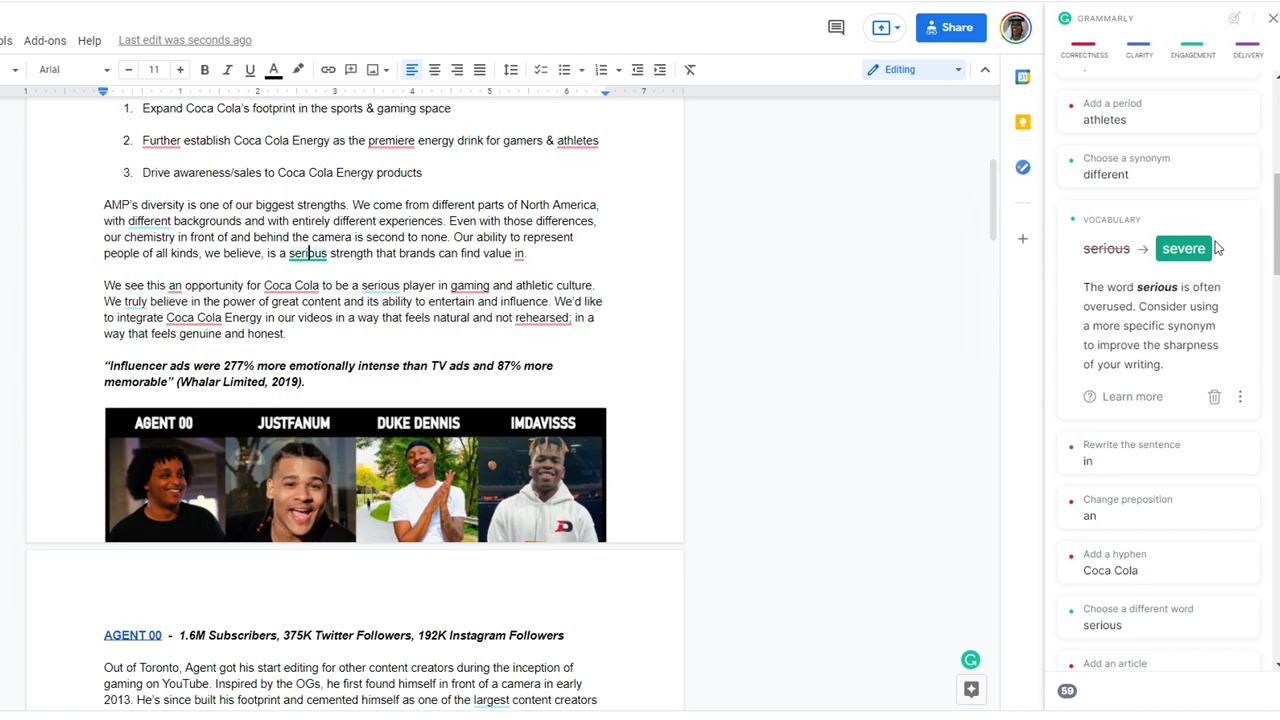 ols Add-ons Help Last edit was seconds ago
Share
Arial
11
Editing
1 1 2 3 4 5 6 7
1. Expand Coca Cola's footprint in the sports & gaming space
2. Further establish Coca Cola Energy as the premiere energy drink for gamers & athletes
3. Drive awareness/sales to Coca Cola Energy products
AMP's diversity is one of our biggest strengths. We come from different parts of North America,
with different backgrounds and with entirely different experiences. Even with those differences,
our chemistry in front of and behind the camera is second to none. Our ability to represent
people of all kinds, we believe, is a serious strength that brands can find value in.
We see this an opportunity for Coca Cola to be a serious player in gaming and athletic culture.
We truly believe in the power of great content and its ability to entertain and influence. We'd like
to integrate Coca Cola Energy in our videos in a way that feels natural and not rehearsed; in a
way that feels genuine and honest.
“Influencer ads were 277% more emotionally intense than TV ads and 87% more
memorable” (Whalar Limited, 2019).
AGENT 00 JUSTFANUM DUKE DENNIS IMDAVISSS
AGENT 00 - 1.6M Subscribers, 375K Twitter Followers, 192K Instagram Followers
Out of Toronto, Agent got his start editing for other content creators during the inception of
gaming on YouTube. Inspired by the OGs, he first found himself in front of a camera in early
2013. He's since built his footprint and cemented himself as one of the largest content creators
GRAMMARLY
CORRECTNESS CLARITY ENGAGEMENT DELIVERY
Add a period
athletes
Choose a synonym
different
VOCABULARY
serious → severe
The word serious is often
overused. Consider using
a more specific synonym
to improve the sharpness
of your writing.
Learn more
Rewrite the sentence
in
Change preposition
an
Add a hyphen
Coca Cola
Choose a different word
serious
Add an article
59